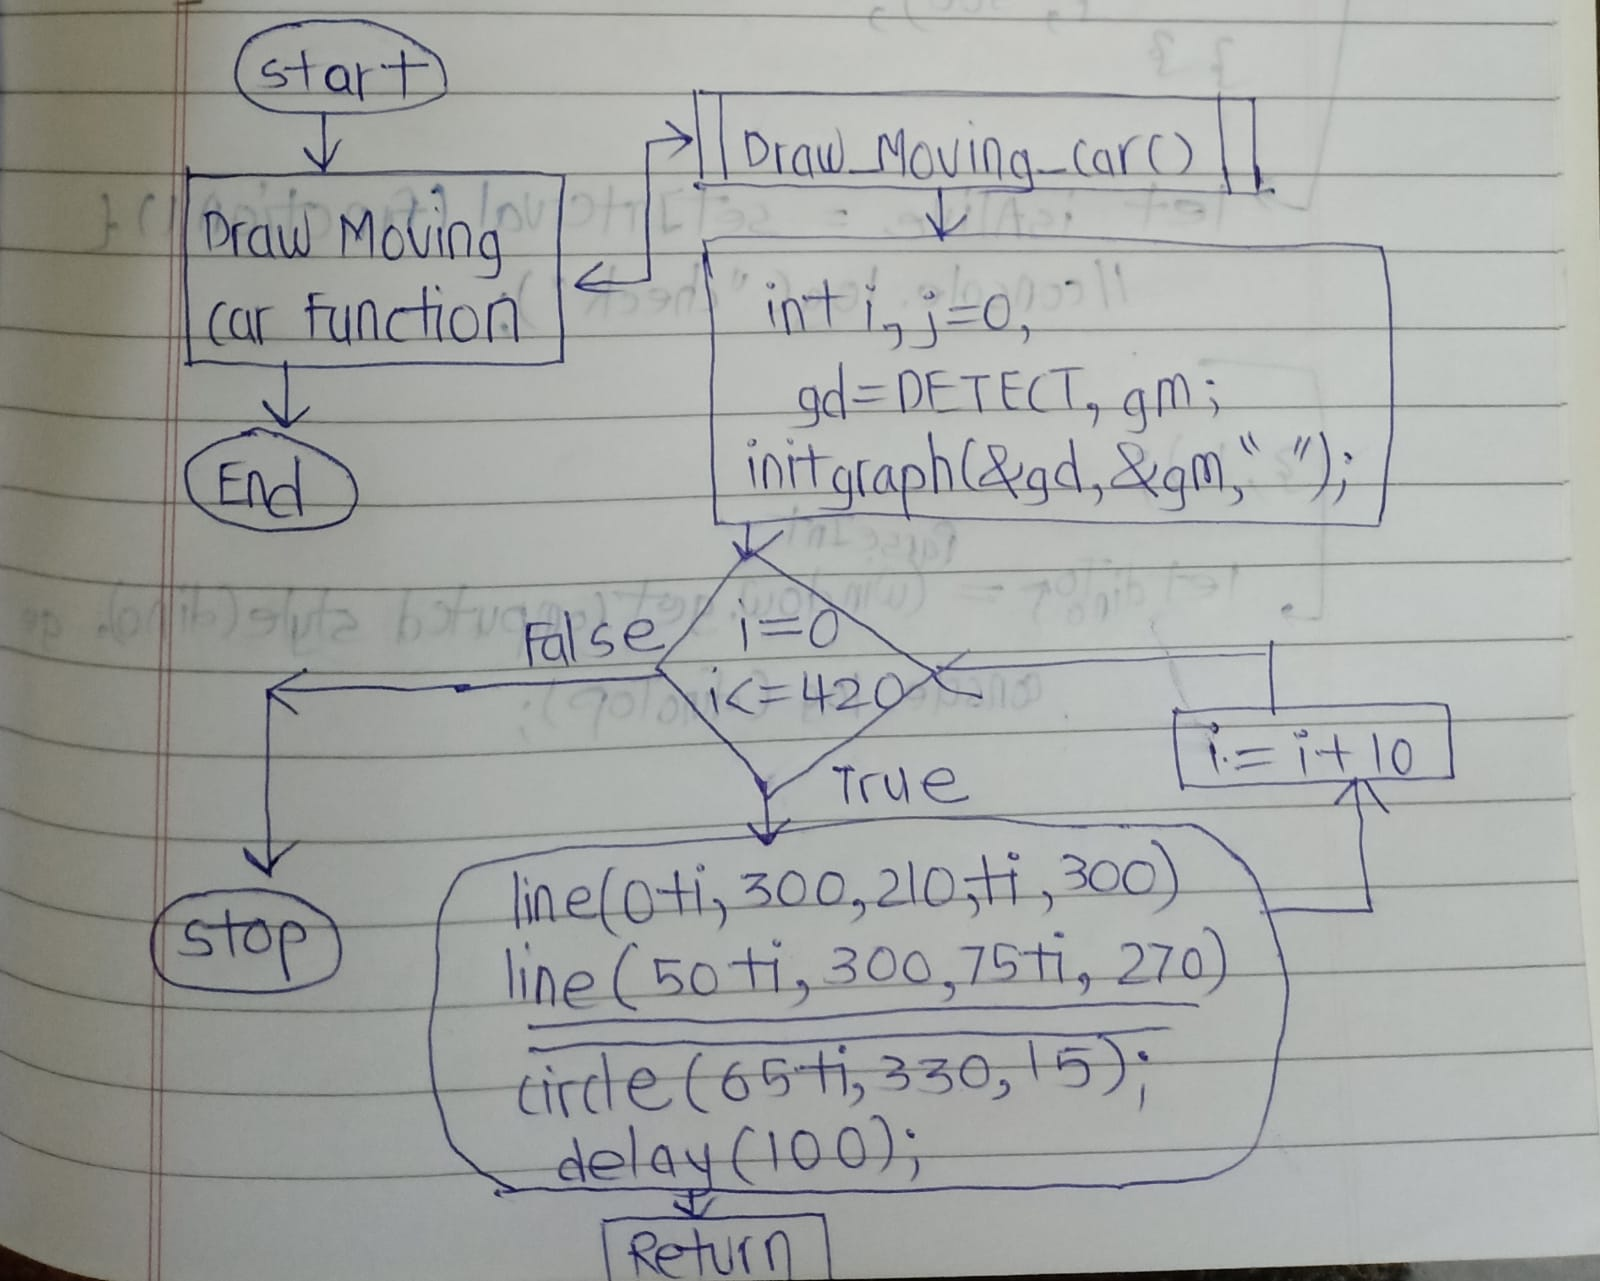 start
Draw Moving
car function
End
Draw_Moving_car()
int i, j=0,
gd=DETECT, gm;
initgraph(&gd, &gm, " ");
i=0
i<=420
False
True
i = i+10
stop
line(0+i, 300, 210,+i, 300)
line(50+i, 300, 75+i, 270)
circle(65+i, 330, 15);
delay(100);
Return